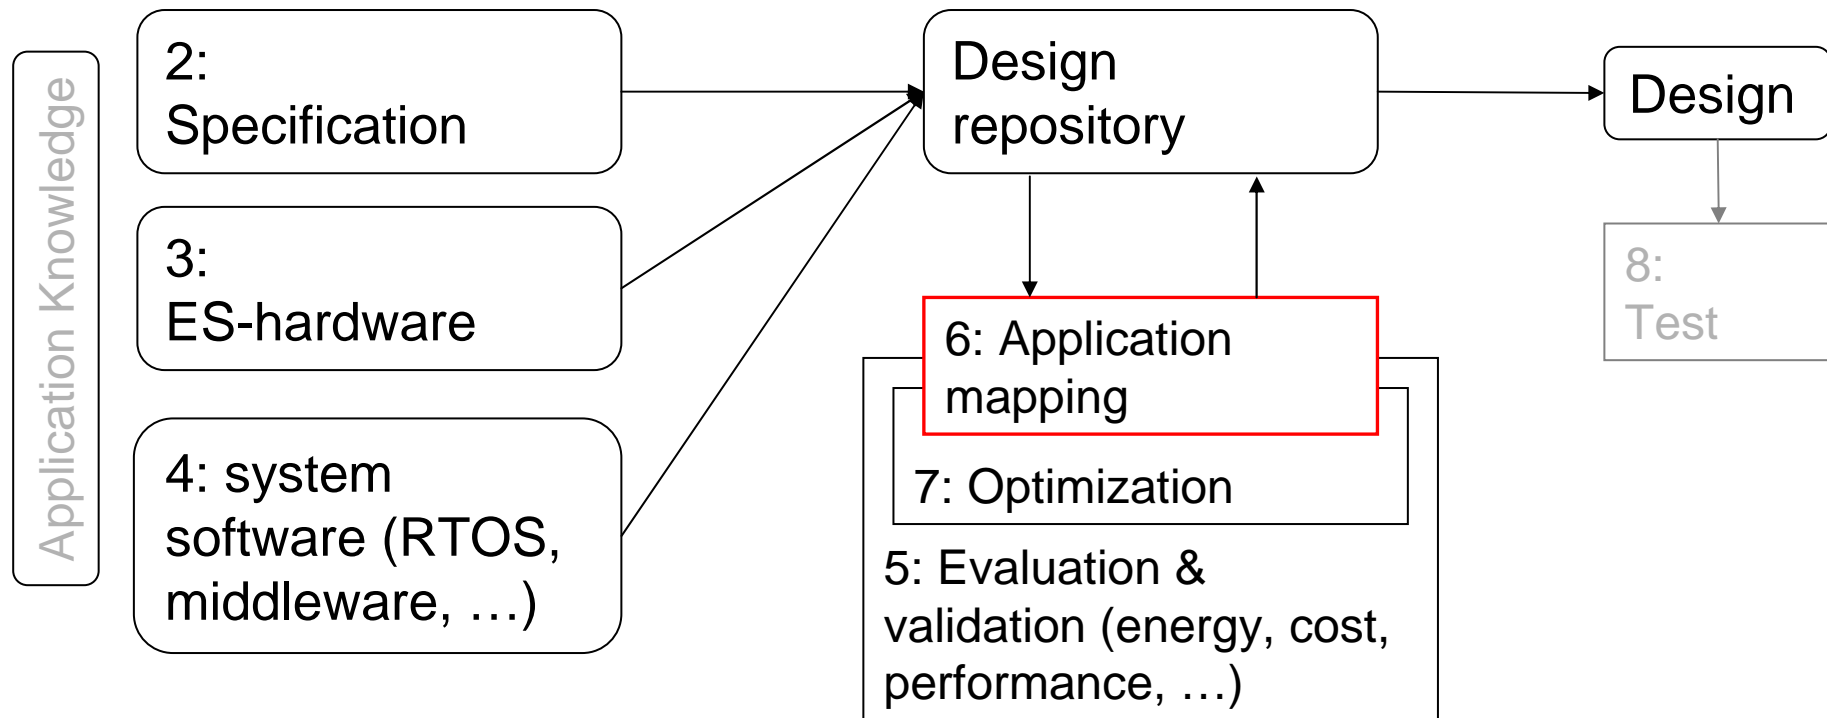 Application Knowledge
2:
Specification
3:
ES-hardware
4: system
software (RTOS,
middleware, …)
Design
repository
6: Application
mapping
7: Optimization
5: Evaluation &
validation (energy, cost,
performance, …)
Design
8:
Test